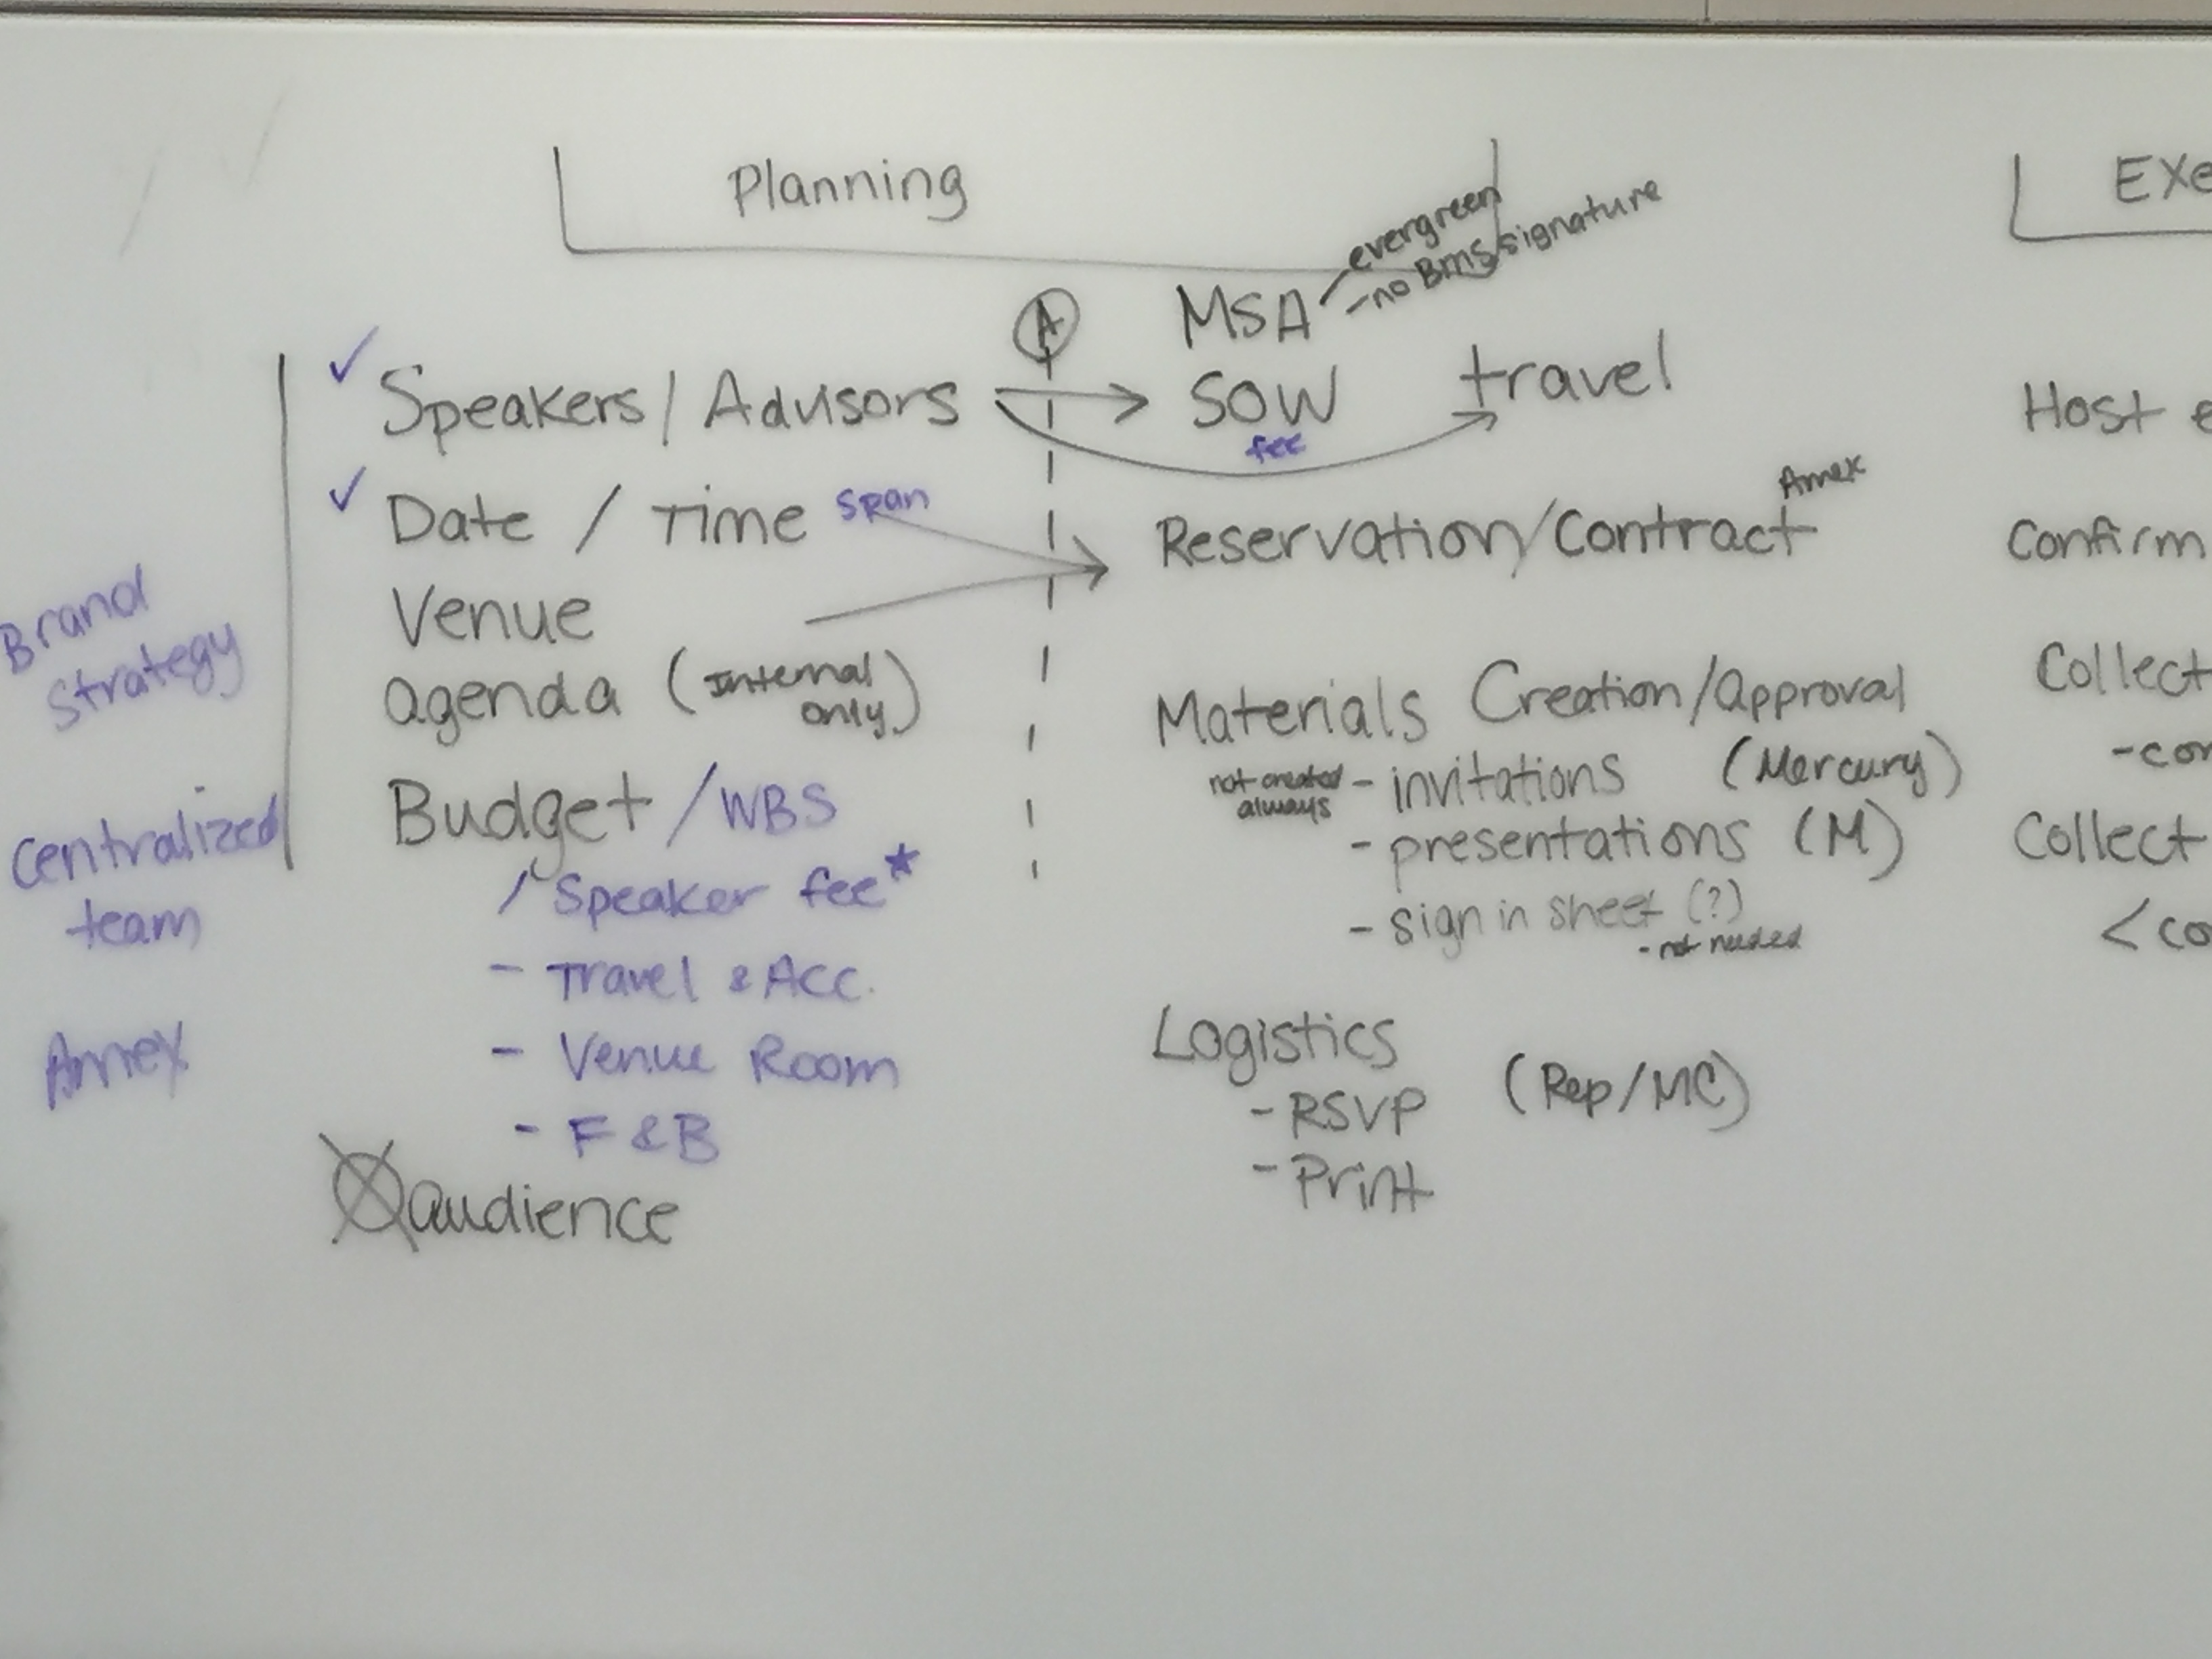 Planning
EXe
evergreen
-no Bms signature
A
MSA
✓ Speakers / Advisors
SOW
travel
fee
Host e
✓ Date / Time span
Reservation/Contract Amex
Confirm
Venue
Brand
Strategy
agenda (Internal
only)
Materials Creation/Approval
Collect
not created
always
- invitations (Mercury)
-con
Budget / WBS
- presentations (M)
Collect
Centralized
team
/ Speaker fee*
- sign in sheet (?)
- not needed
< co
- Travel & Acc.
Amex
- Venue Room
Logistics
- RSVP (Rep/MC)
- F & B
- Print
audience